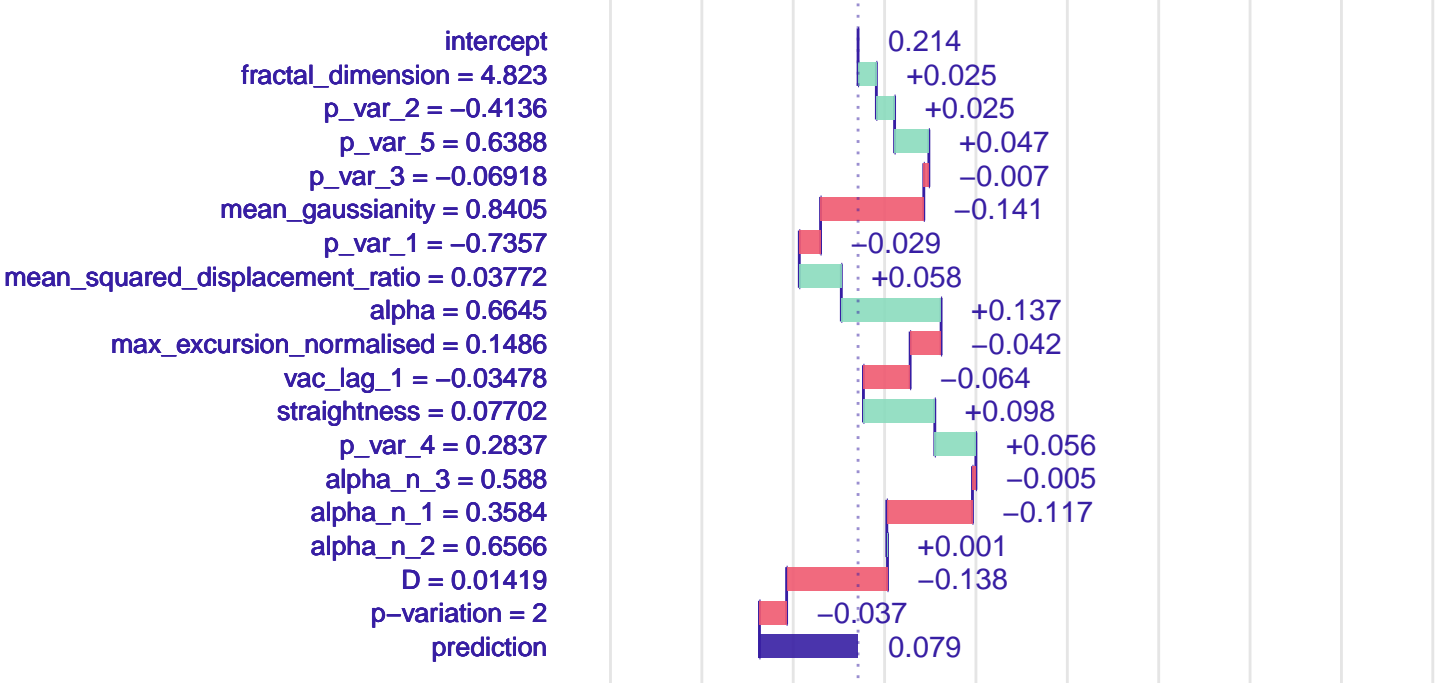 intercept 0.214
fractal_dimension = 4.823 +0.025
p_var_2 = −0.4136 +0.025
p_var_5 = 0.6388 +0.047
p_var_3 = −0.06918 −0.007
mean_gaussianity = 0.8405 −0.141
p_var_1 = −0.7357 −0.029
mean_squared_displacement_ratio = 0.03772 +0.058
alpha = 0.6645 +0.137
max_excursion_normalised = 0.1486 −0.042
vac_lag_1 = −0.03478 −0.064
straightness = 0.07702 +0.098
p_var_4 = 0.2837 +0.056
alpha_n_3 = 0.588 −0.005
alpha_n_1 = 0.3584 −0.117
alpha_n_2 = 0.6566 +0.001
D = 0.01419 −0.138
p−variation = 2 −0.037
prediction 0.079